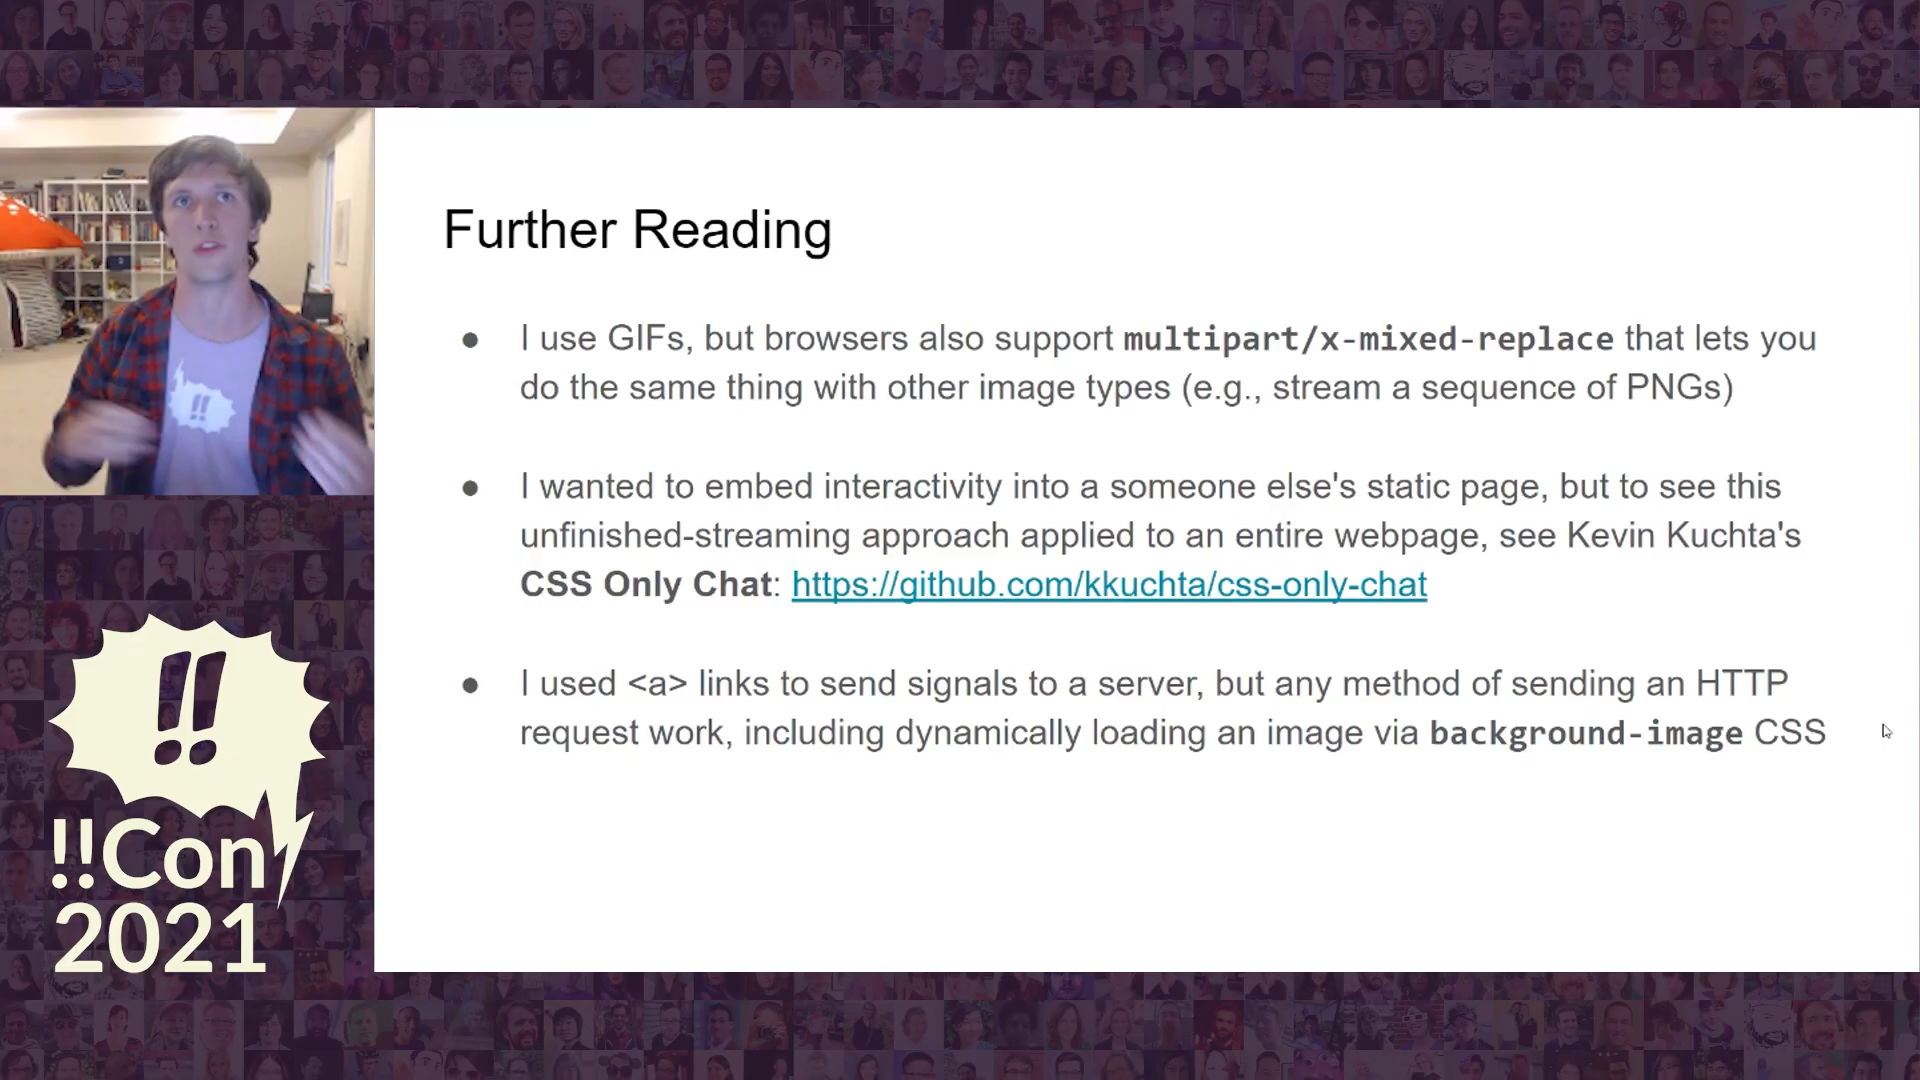 Further Reading
● I use GIFs, but browsers also support multipart/x-mixed-replace that lets you
do the same thing with other image types (e.g., stream a sequence of PNGs)
● I wanted to embed interactivity into a someone else's static page, but to see this
unfinished-streaming approach applied to an entire webpage, see Kevin Kuchta's
CSS Only Chat: https://github.com/kkuchta/css-only-chat
● I used <a> links to send signals to a server, but any method of sending an HTTP
request work, including dynamically loading an image via background-image CSS
!!
!!
!!Con
2021